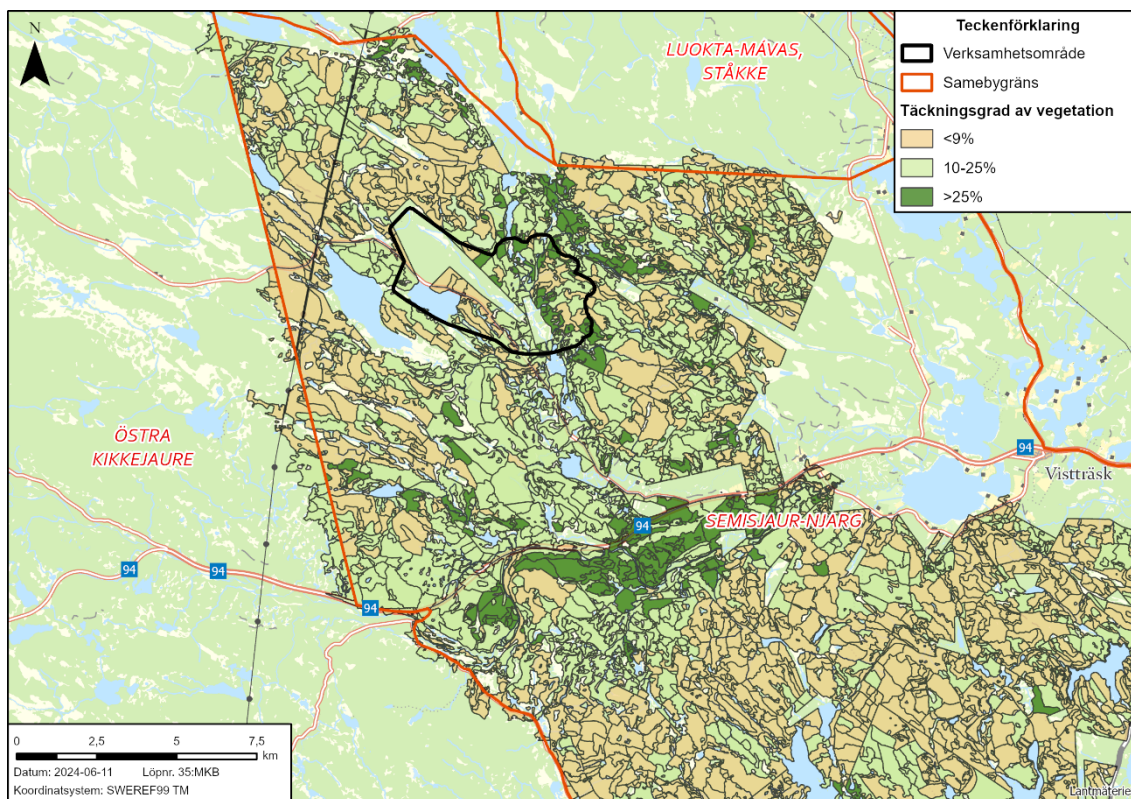 N
LUOKTA-MÁVAS,
STÅKKE
Teckenförklaring
Verksamhetsområde
Samebygräns
Täckningsgrad av vegetation
<9%
10-25%
>25%
ÖSTRA
KIKKEJAURE
94
Vistträsk
SEMISJAUR-NJARG
94
94
94
94
0 2,5 5 7,5
km
Datum: 2024-06-11 Löpnr. 35:MKB
Koordinatsystem: SWEREF99 TM
Lantmäteriet